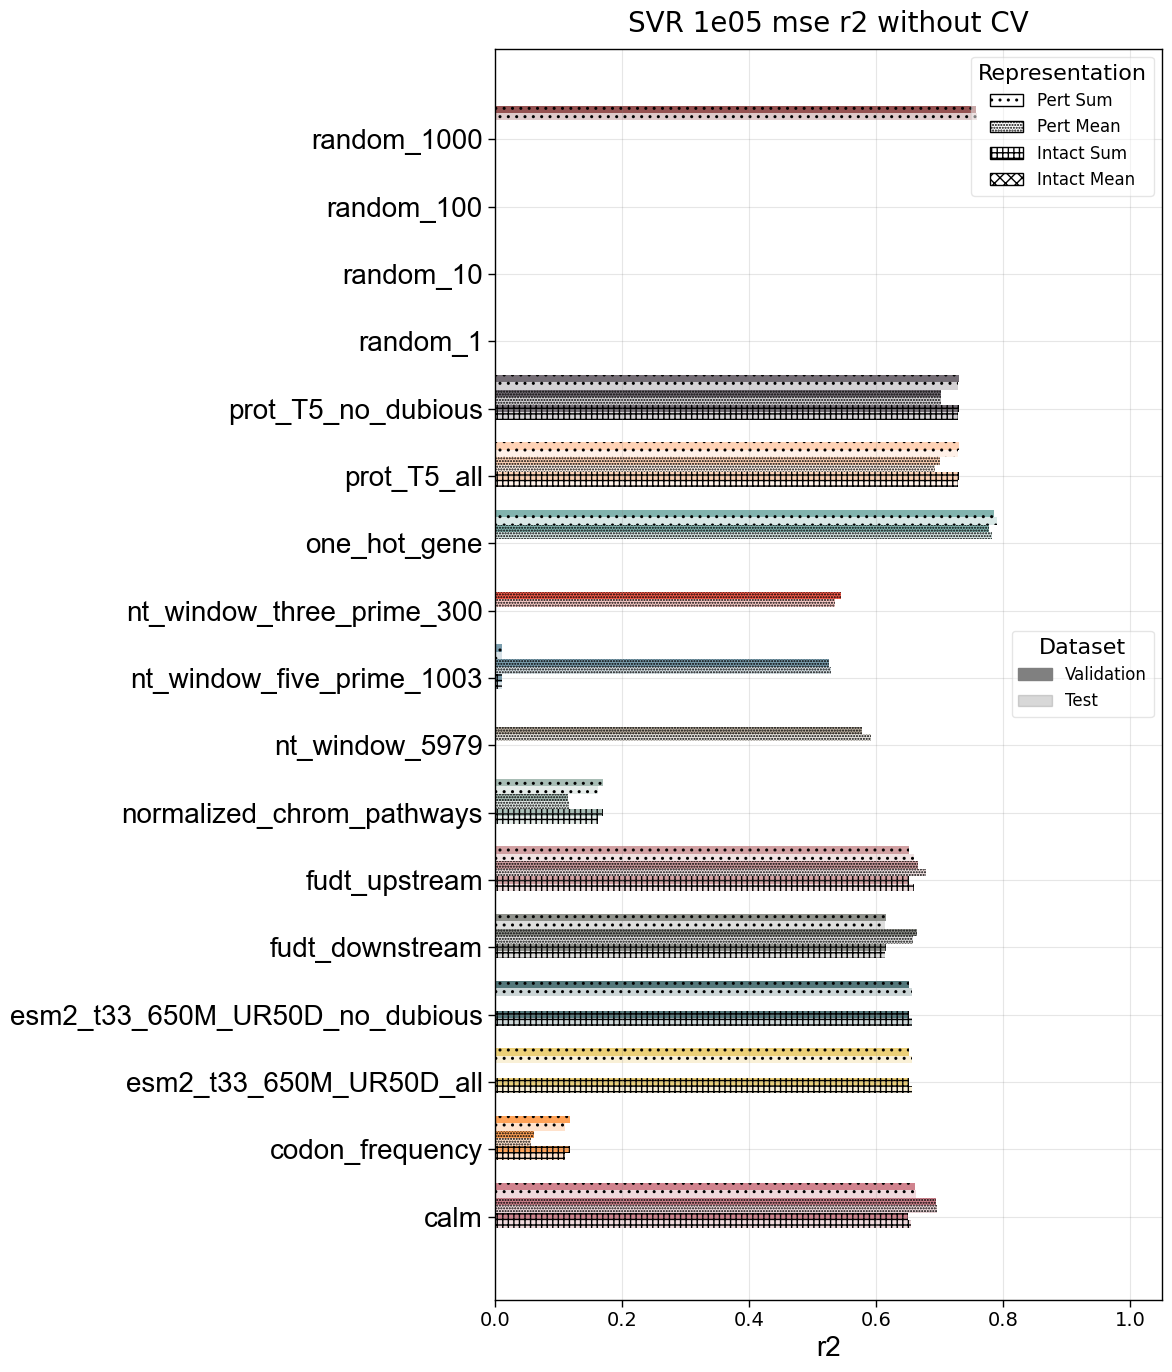 SVR 1e05 mse r2 without CV
Representation
Pert Sum
Pert Mean
Intact Sum
Intact Mean
random_1000
random_100
random_10
random_1
prot_T5_no_dubious
prot_T5_all
one_hot_gene
nt_window_three_prime_300
nt_window_five_prime_1003
nt_window_5979
normalized_chrom_pathways
fudt_upstream
fudt_downstream
esm2_t33_650M_UR50D_no_dubious
esm2_t33_650M_UR50D_all
codon_frequency
calm
Dataset
Validation
Test
0.0 0.2 0.4 0.6 0.8 1.0
r2